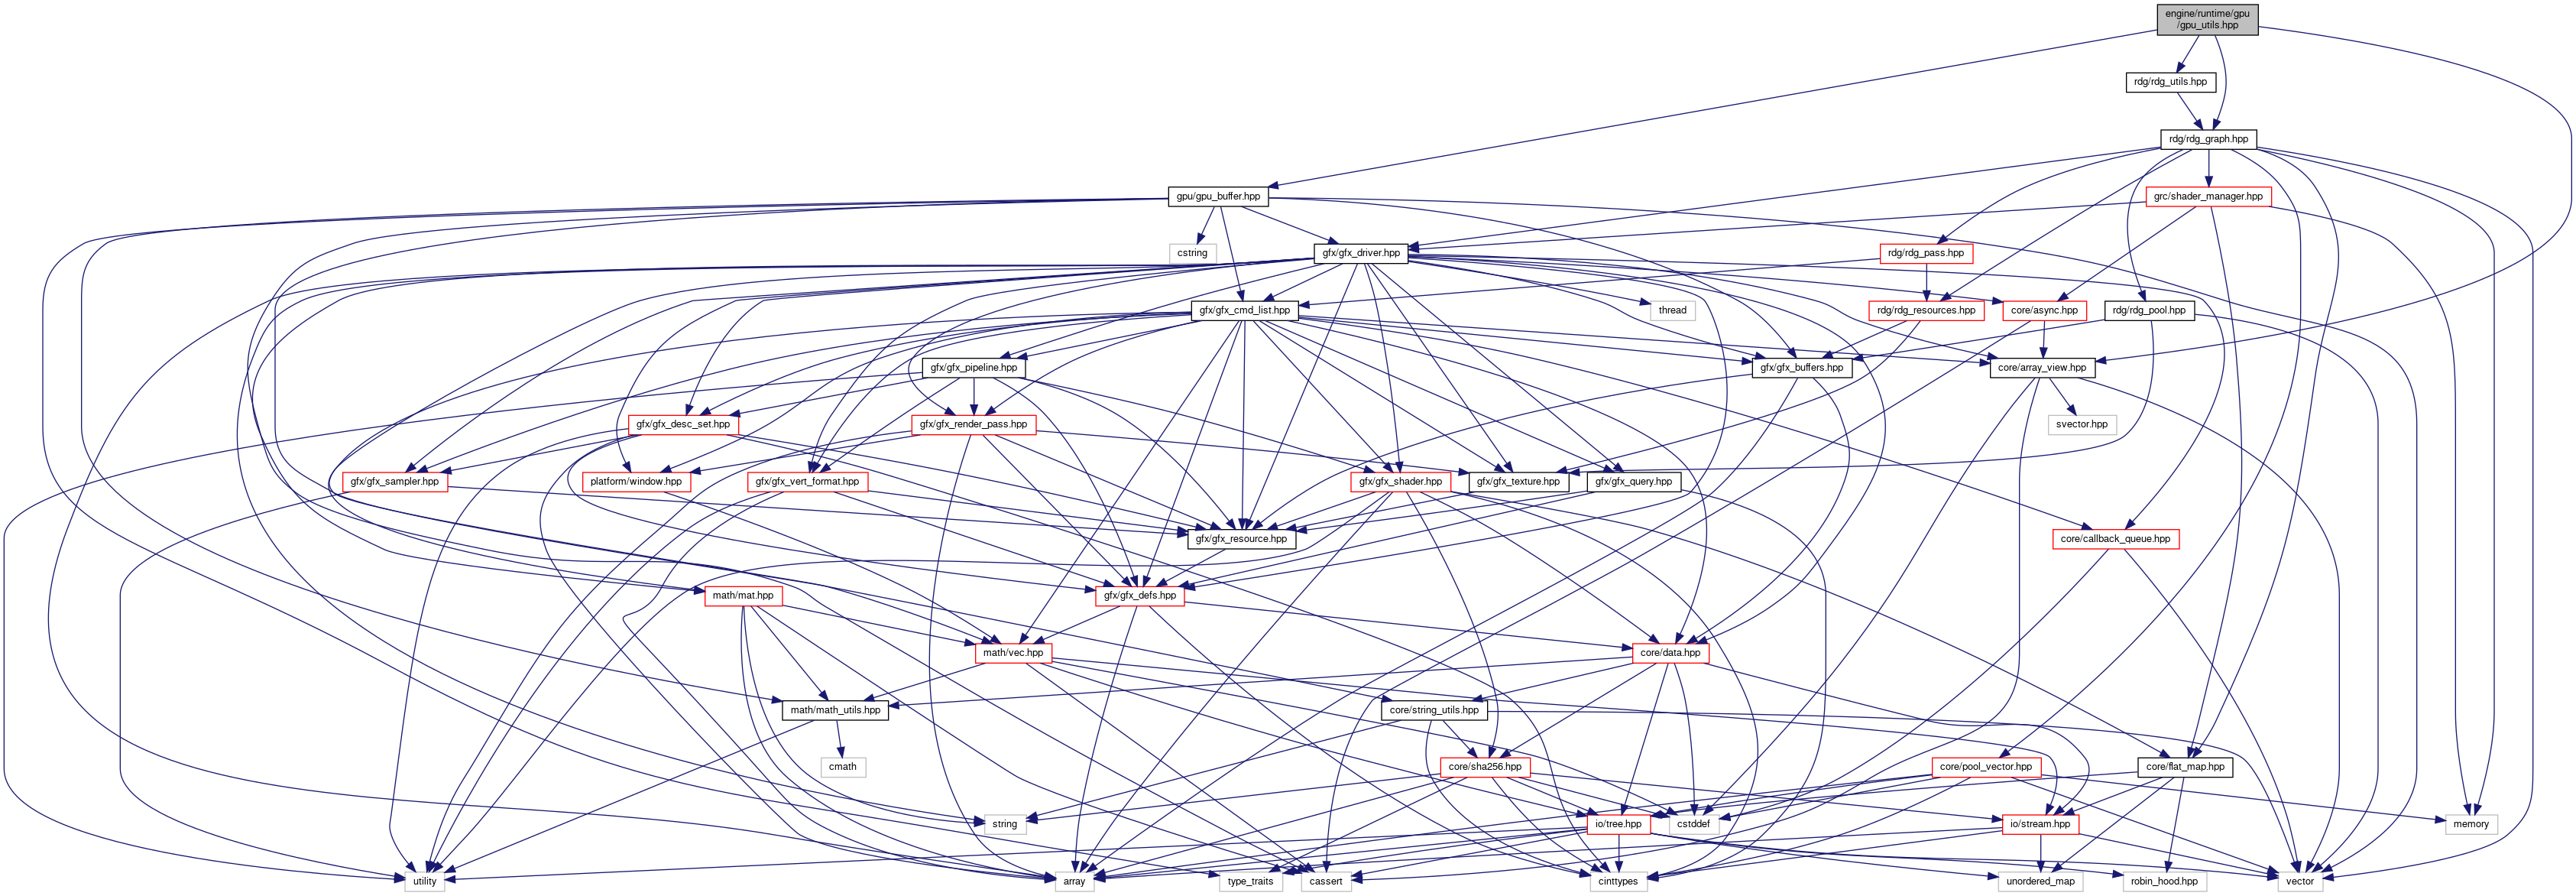 engine/runtime/gpu
/gpu_utils.hpp
rdg/rdg_utils.hpp
rdg/rdg_graph.hpp
gpu/gpu_buffer.hpp
grc/shader_manager.hpp
cstring
gfx/gfx_driver.hpp
rdg/rdg_pass.hpp
gfx/gfx_cmd_list.hpp
thread
rdg/rdg_resources.hpp
core/async.hpp
rdg/rdg_pool.hpp
gfx/gfx_pipeline.hpp
gfx/gfx_buffers.hpp
core/array_view.hpp
gfx/gfx_desc_set.hpp
gfx/gfx_render_pass.hpp
svector.hpp
gfx/gfx_sampler.hpp
platform/window.hpp
gfx/gfx_vert_format.hpp
gfx/gfx_shader.hpp
gfx/gfx_texture.hpp
gfx/gfx_query.hpp
gfx/gfx_resource.hpp
core/callback_queue.hpp
math/mat.hpp
gfx/gfx_defs.hpp
math/vec.hpp
core/data.hpp
math/math_utils.hpp
core/string_utils.hpp
cmath
core/sha256.hpp
core/pool_vector.hpp
core/flat_map.hpp
string
io/tree.hpp
cstddef
io/stream.hpp
memory
utility
array
type_traits
cassert
cinttypes
unordered_map
robin_hood.hpp
vector